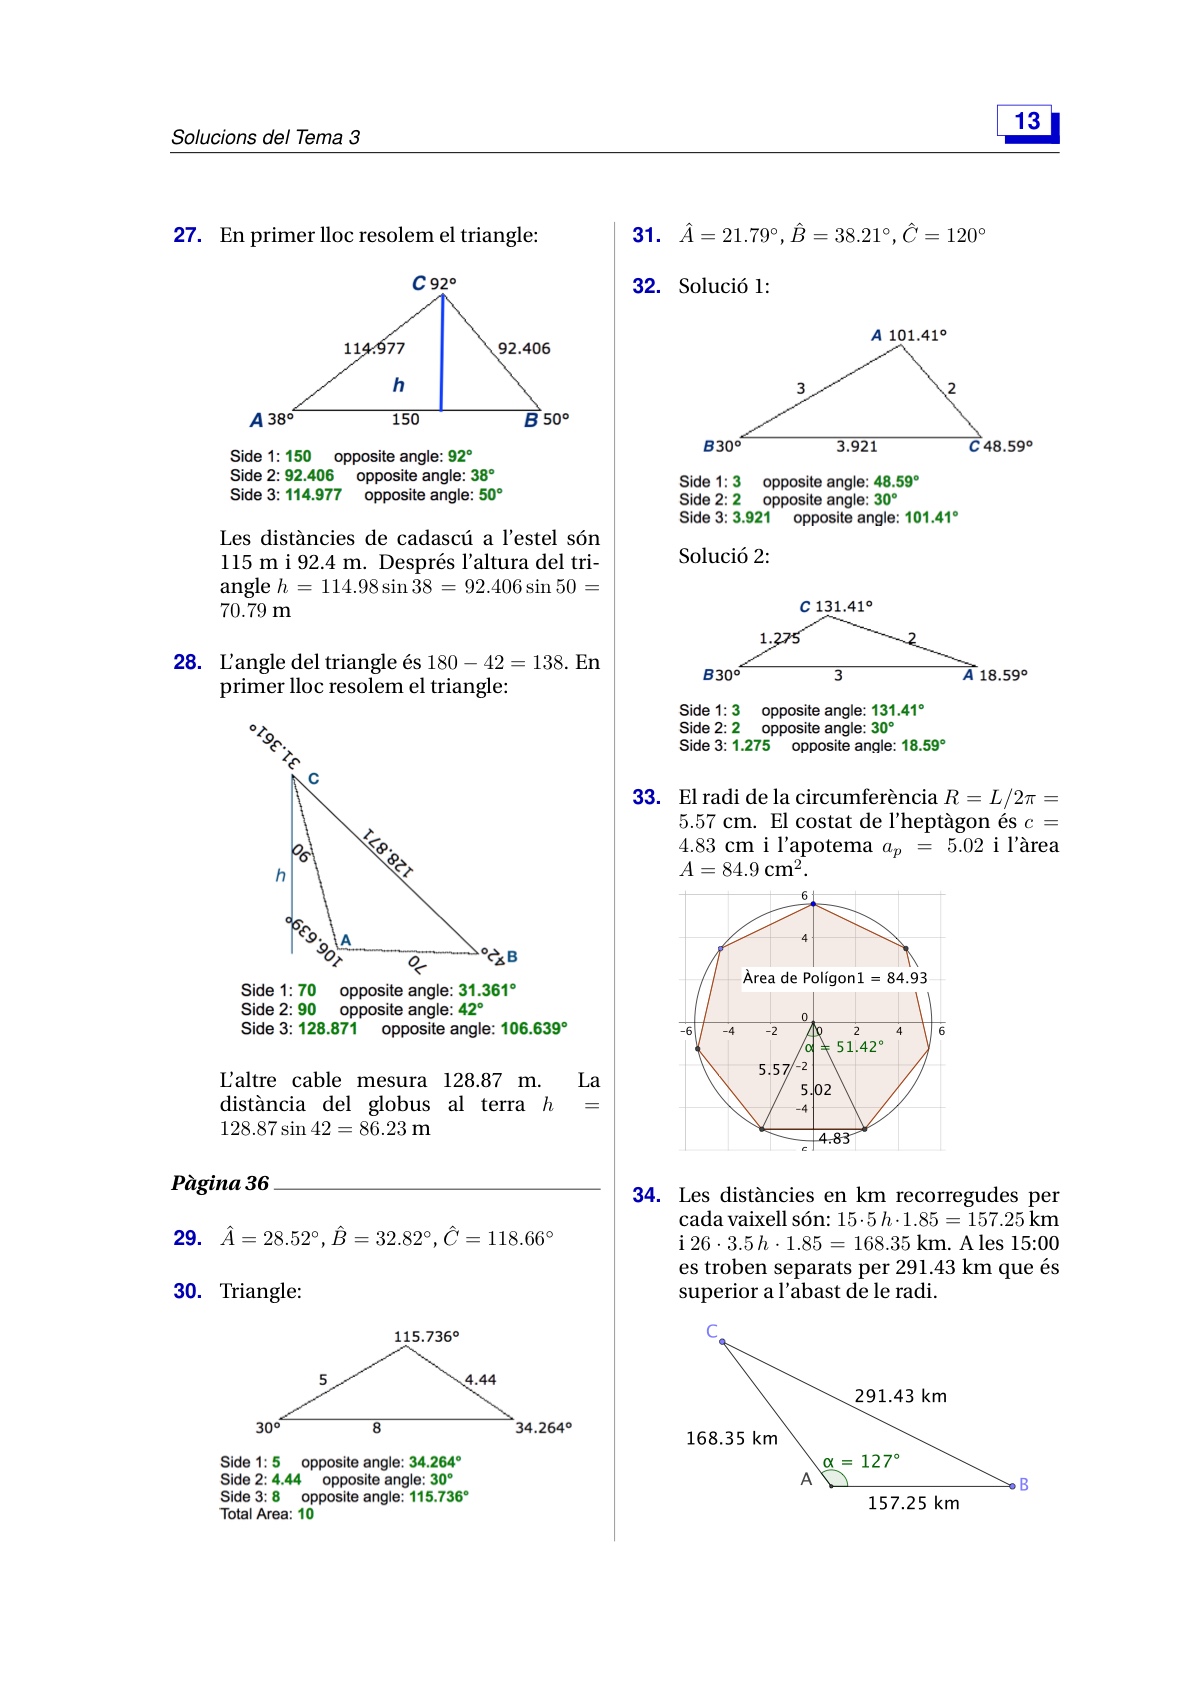 Solucions del Tema 3
13
27. En primer lloc resolem el triangle:
C 92°
114.977
92.406
h
A 38°
150
B 50°
Side 1: 150 opposite angle: 92°
Side 2: 92.406 opposite angle: 38°
Side 3: 114.977 opposite angle: 50°
Les distàncies de cadascú a l'estel són
115 m i 92.4 m. Després l'altura del tri-
angle h = 114.98 sin 38 = 92.406 sin 50 =
70.79 m
28. L'angle del triangle és 180 − 42 = 138. En
primer lloc resolem el triangle:
31.361°
C
128.871
90
h
106.639°
A
70
42°
B
Side 1: 70 opposite angle: 31.361°
Side 2: 90 opposite angle: 42°
Side 3: 128.871 opposite angle: 106.639°
L'altre cable mesura 128.87 m. La
distància del globus al terra h =
128.87 sin 42 = 86.23 m
Pàgina 36
29. Â = 28.52°, B̂ = 32.82°, Ĉ = 118.66°
30. Triangle:
115.736°
5
4.44
30°
8
34.264°
Side 1: 5 opposite angle: 34.264°
Side 2: 4.44 opposite angle: 30°
Side 3: 8 opposite angle: 115.736°
Total Area: 10
31. Â = 21.79°, B̂ = 38.21°, Ĉ = 120°
32. Solució 1:
A 101.41°
3
2
B 30°
3.921
C 48.59°
Side 1: 3 opposite angle: 48.59°
Side 2: 2 opposite angle: 30°
Side 3: 3.921 opposite angle: 101.41°
Solució 2:
C 131.41°
1.275
2
B 30°
3
A 18.59°
Side 1: 3 opposite angle: 131.41°
Side 2: 2 opposite angle: 30°
Side 3: 1.275 opposite angle: 18.59°
33. El radi de la circumferència R = L/2π =
5.57 cm. El costat de l'heptàgon és c =
4.83 cm i l'apotema aₚ = 5.02 i l'àrea
A = 84.9 cm².
6
4
Àrea de Polígon1 = 84.93
0
−6 −4 −2 0 2 4 6
α = 51.42°
5.57
−2
5.02
−4
4.83
34. Les distàncies en km recorregudes per
cada vaixell són: 15·5 h·1.85 = 157.25 km
i 26 · 3.5 h · 1.85 = 168.35 km. A les 15:00
es troben separats per 291.43 km que és
superior a l'abast de le radi.
C
291.43 km
168.35 km
α = 127°
A
B
157.25 km